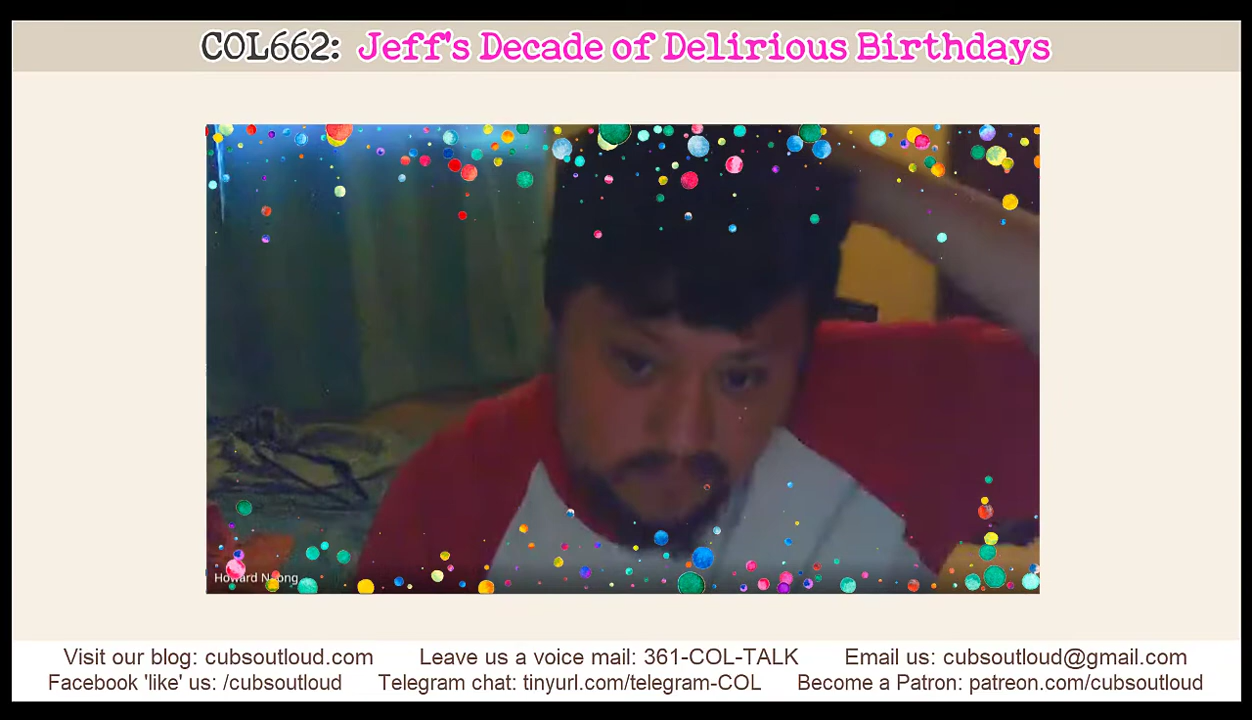 COL662: Jeff's Decade of Delirious Birthdays
Howard
Visit our blog: cubsoutloud.com Leave us a voice mail: 361-COL-TALK Email us: cubsoutloud@gmail.com
Facebook 'like' us: /cubsoutloud Telegram chat: tinyurl.com/telegram-COL Become a Patron: patreon.com/cubsoutloud